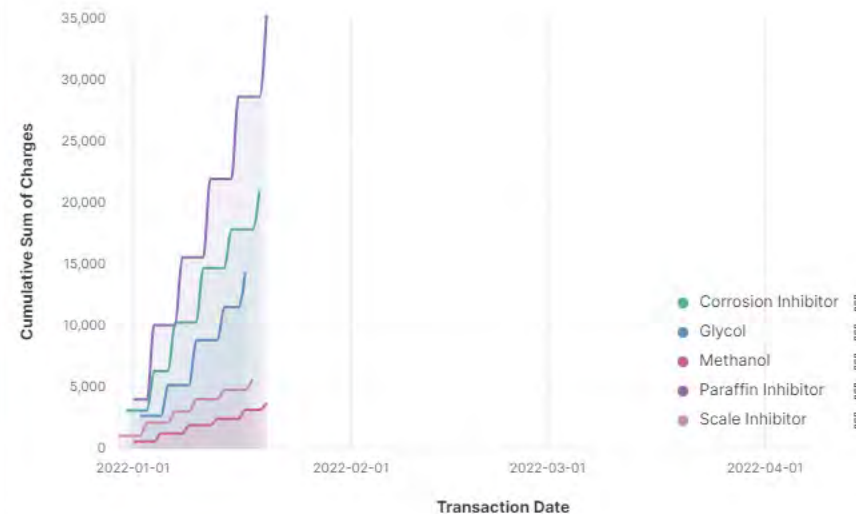 35,000
30,000
25,000
20,000
15,000
10,000
5,000
0
Cumulative Sum of Charges
2022-01-01
2022-02-01
2022-03-01
2022-04-01
Transaction Date
Corrosion Inhibitor
Glycol
Methanol
Paraffin Inhibitor
Scale Inhibitor